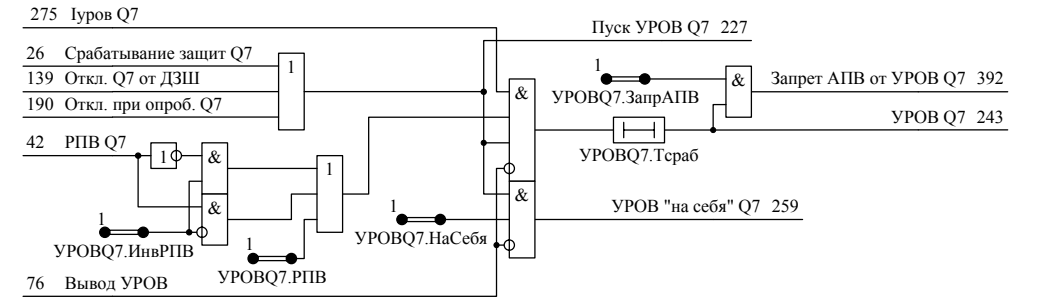 275 Iуров Q7
Пуск УРОВ Q7 227
26 Срабатывание защит Q7
1
1
&
Запрет АПВ от УРОВ Q7 392
139 Откл. Q7 от ДЗШ
УРОВQ7.ЗапрАПВ
&
190 Откл. при опроб. Q7
УРОВ Q7 243
42 РПВ Q7
1
&
1
УРОВQ7.Тсраб
&
&
1
1
УРОВ "на себя" Q7 259
УРОВQ7.НаСебя
УРОВQ7.ИнвРПВ
1
УРОВQ7.РПВ
76 Вывод УРОВ